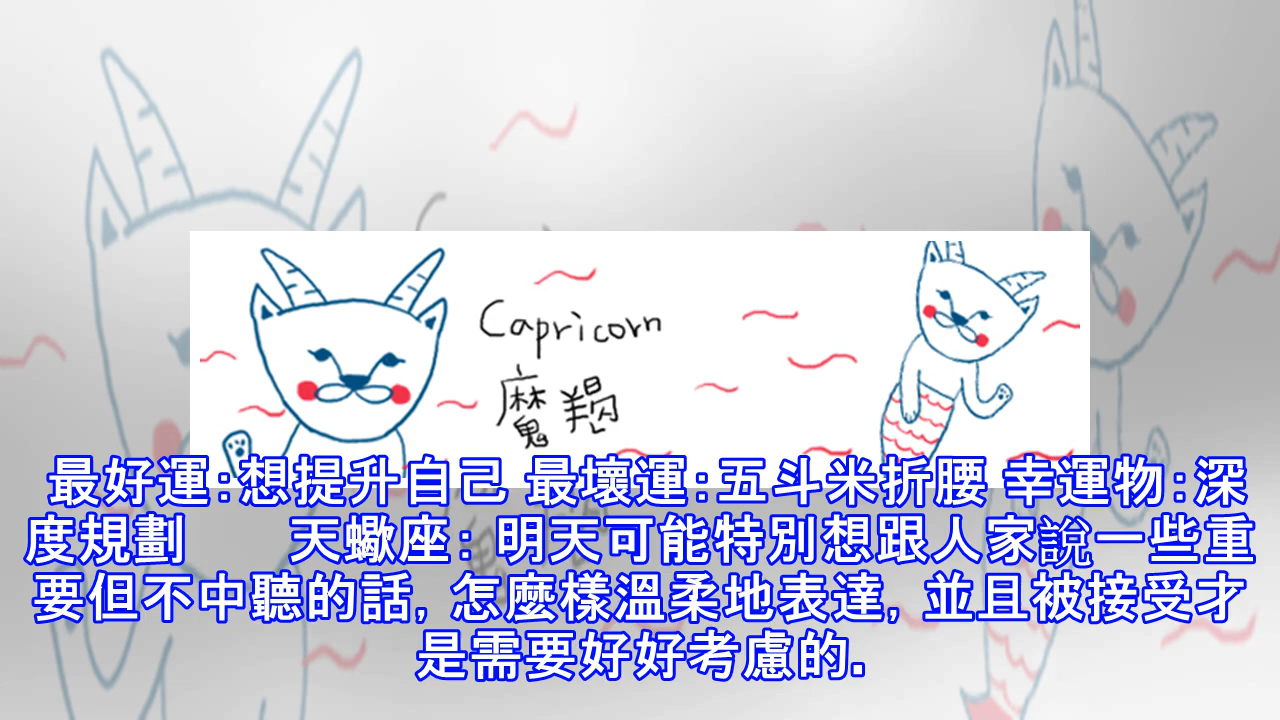 Capricorn
魔羯
最好運:想提升自己 最壞運:五斗米折腰 幸運物:深
度規劃 天蠍座: 明天可能特別想跟人家說一些重
要但不中聽的話, 怎麼樣溫柔地表達, 並且被接受才
是需要好好考慮的.